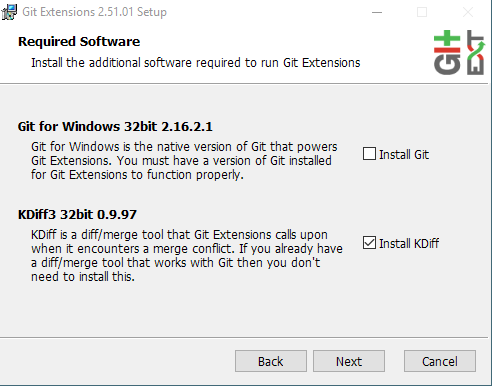 Git Extensions 2.51.01 Setup
Required Software
Install the additional software required to run Git Extensions
Git
EXT
Git for Windows 32bit 2.16.2.1
Git for Windows is the native version of Git that powers
Git Extensions. You must have a version of Git installed
for Git Extensions to function properly.
Install Git
KDiff3 32bit 0.9.97
KDiff is a diff/merge tool that Git Extensions calls upon
when it encounters a merge conflict. If you already have
a diff/merge tool that works with Git then you don't
need to install this.
Install KDiff
Back
Next
Cancel